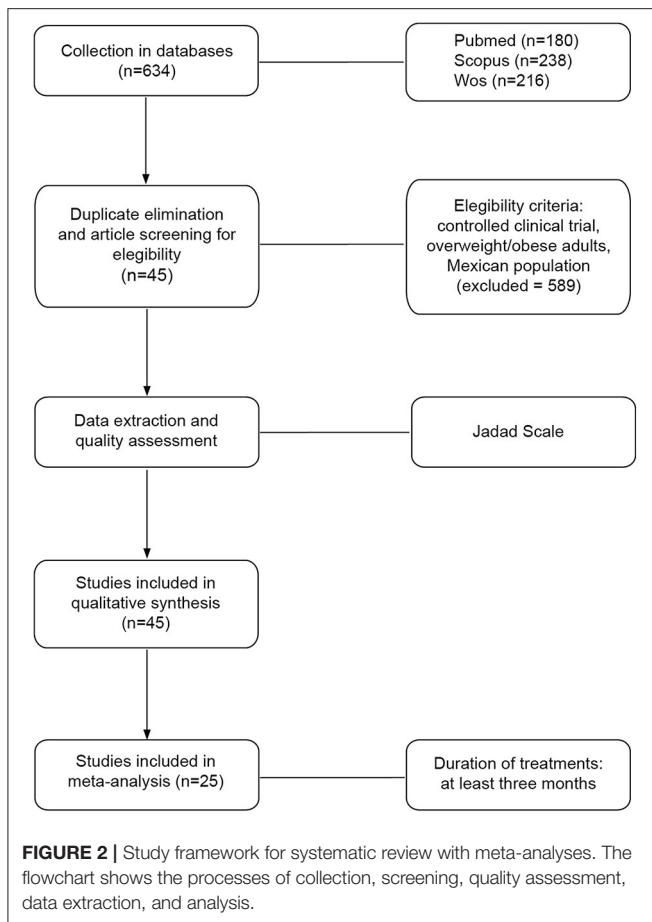 Collection in databases
(n=634)
Pubmed (n=180)
Scopus (n=238)
Wos (n=216)
Duplicate elimination
and article screening for
elegibility
(n=45)
Elegibility criteria:
controlled clinical trial,
overweight/obese adults,
Mexican population
(excluded = 589)
Data extraction and
quality assessment
Jadad Scale
Studies included in
qualitative synthesis
(n=45)
Studies included in
meta-analysis (n=25)
Duration of treatments:
at least three months
FIGURE 2 | Study framework for systematic review with meta-analyses. The
flowchart shows the processes of collection, screening, quality assessment,
data extraction, and analysis.